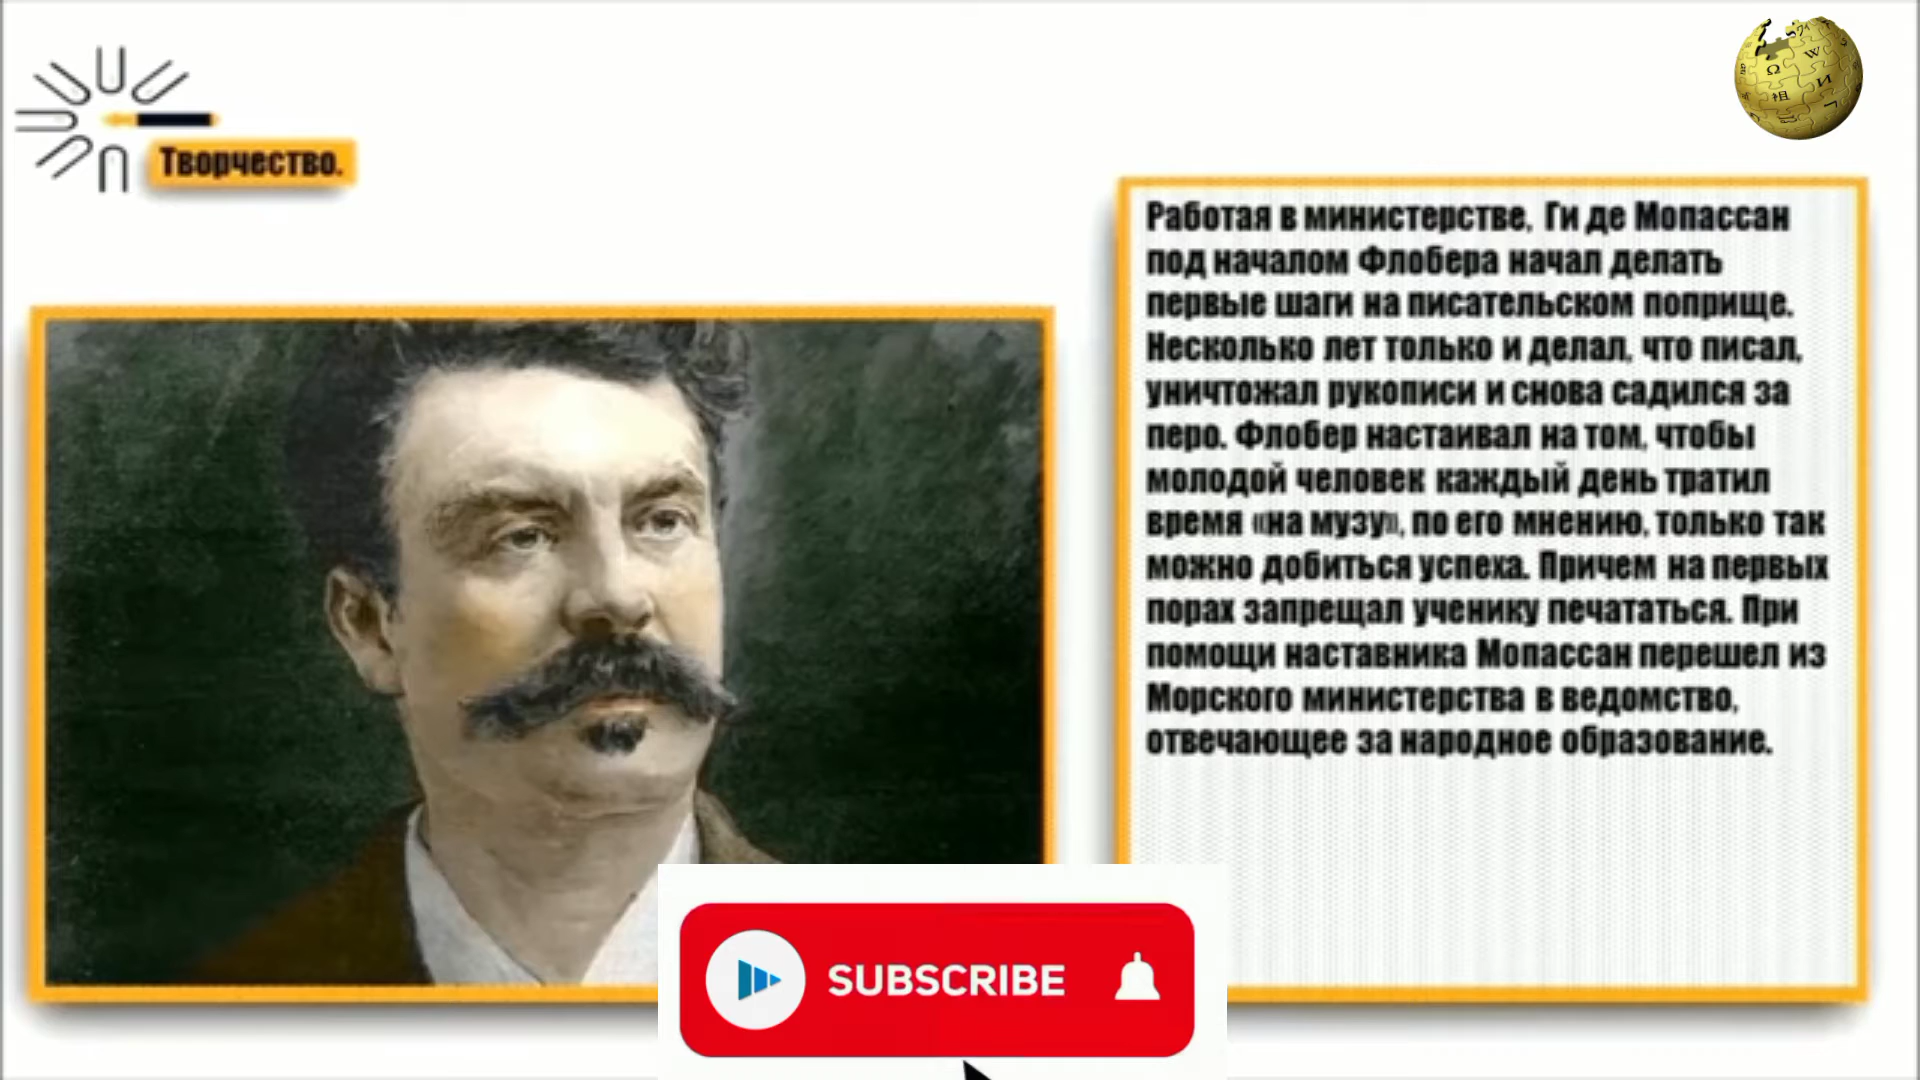 Творчество.
Работая в министерстве, Ги де Мопассан
под началом Флобера начал делать
первые шаги на писательском поприще.
Несколько лет только и делал, что писал,
уничтожал рукописи и снова садился за
перо. Флобер настаивал на том, чтобы
молодой человек каждый день тратил
время «на музу», по его мнению, только так
можно добиться успеха. Причем на первых
порах запрещал ученику печататься. При
помощи наставника Мопассан перешел из
Морского министерства в ведомство,
отвечающее за народное образование.
SUBSCRIBE